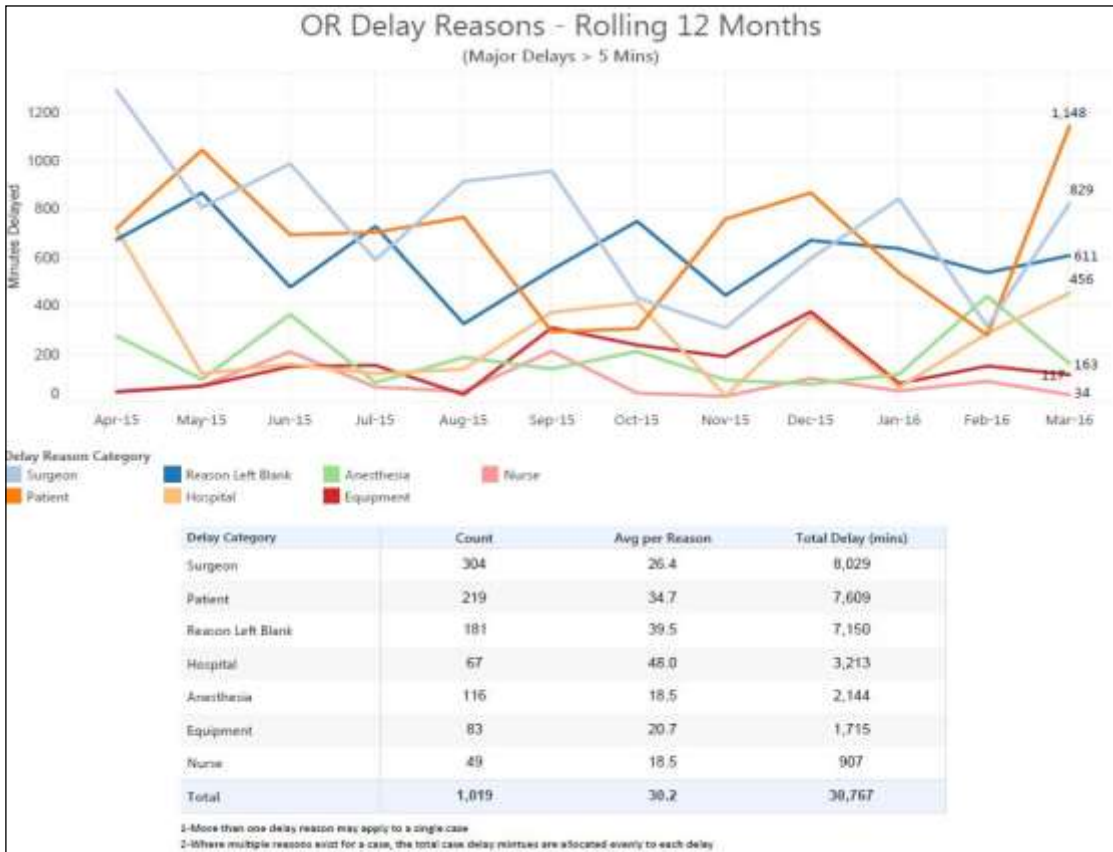 OR Delay Reasons - Rolling 12 Months
(Major Delays > 5 Mins)
Minutes Delayed
1200
1000
800
600
400
200
0
1,148
829
611
456
163
117
34
Apr-15 May-15 Jun-15 Jul-15 Aug-15 Sep-15 Oct-15 Nov-15 Dec-15 Jan-16 Feb-16 Mar-16
Delay Reason Category
Surgeon Reason Left Blank Anesthesia Nurse
Patient Hospital Equipment
Delay Category Count Avg per Reason Total Delay (mins)
Surgeon 304 26.4 8,029
Patient 219 34.7 7,609
Reason Left Blank 181 39.5 7,150
Hospital 67 48.0 3,213
Anesthesia 116 18.5 2,144
Equipment 83 20.7 1,715
Nurse 49 18.5 907
Total 1,019 30.2 30,767
1-More than one delay reason may apply to a single case
2-Where multiple reasons exist for a case, the total case delay mintues are allocated evenly to each delay